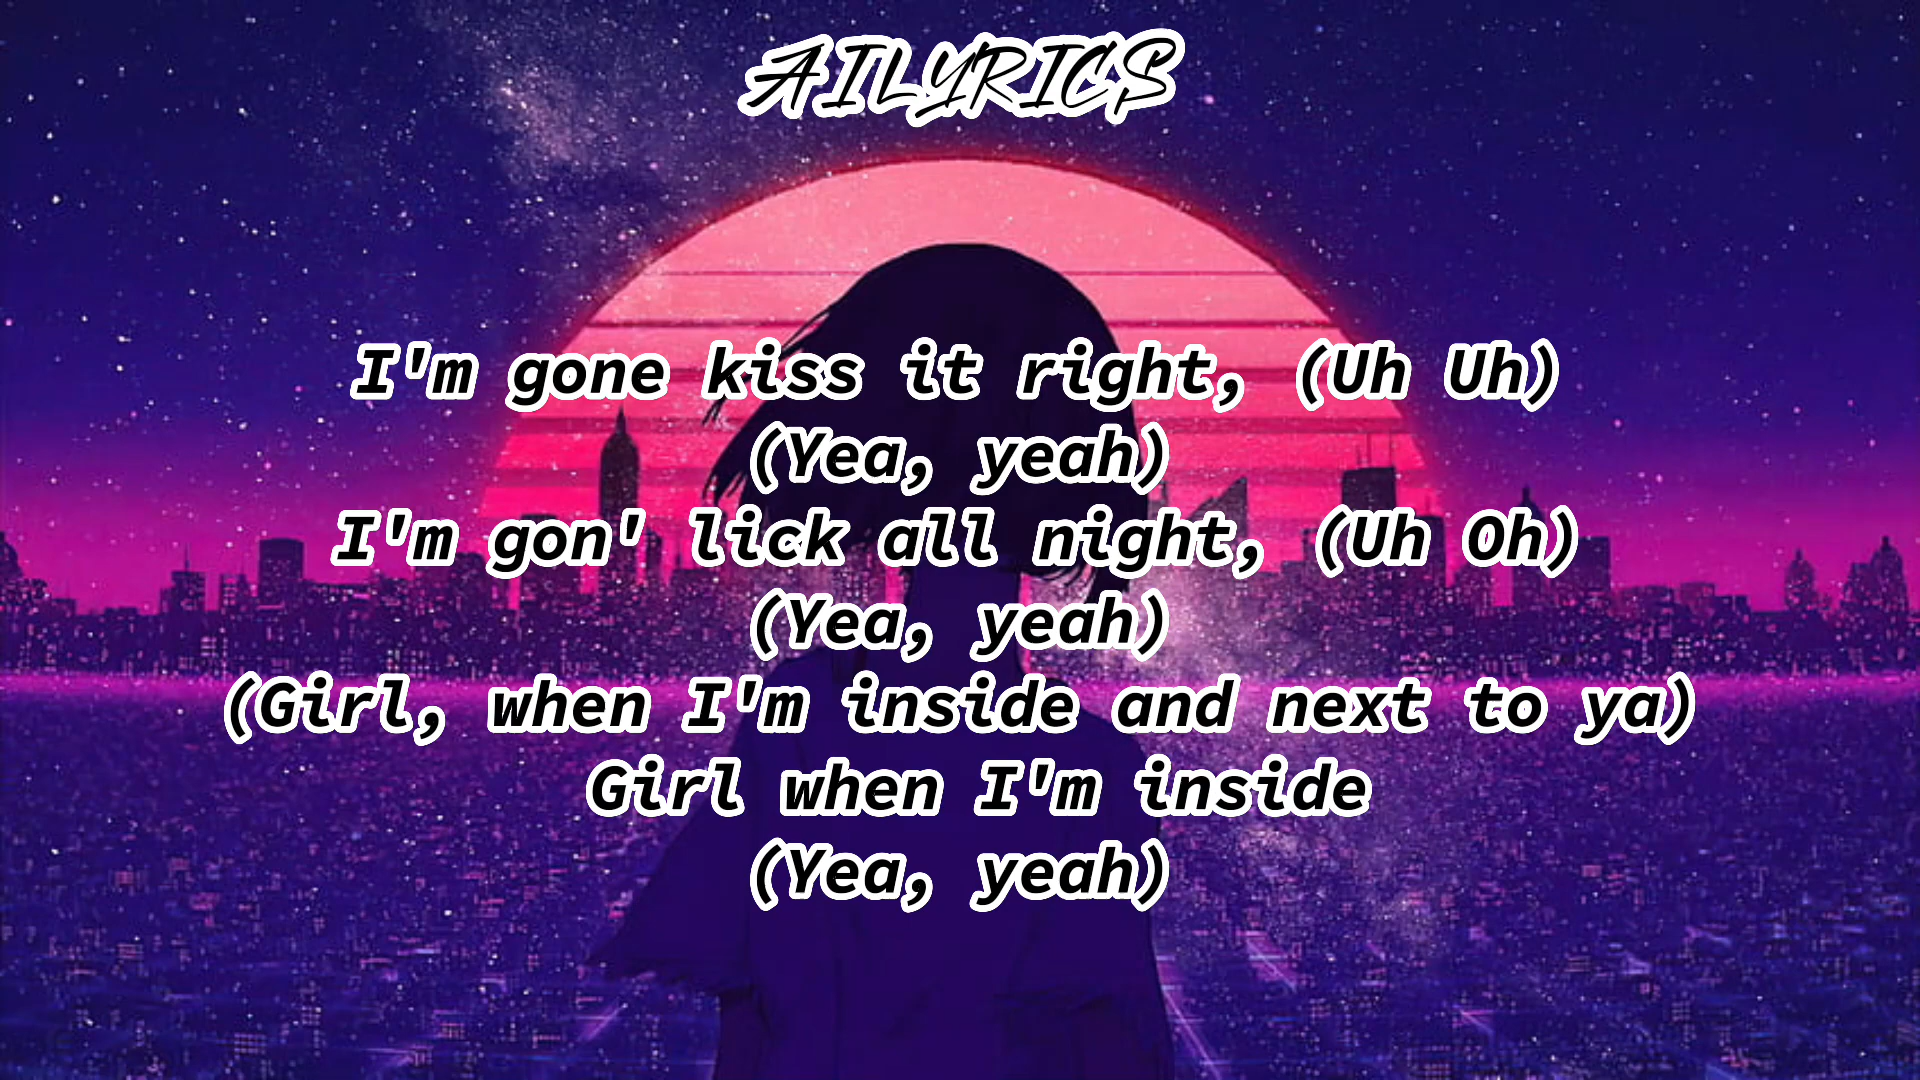 AILYRICS
I'm gone kiss it right, (Uh Uh)
(Yea, yeah)
I'm gon' lick all night, (Uh Oh)
(Yea, yeah)
(Girl, when I'm inside and next to ya)
Girl when I'm inside
(Yea, yeah)